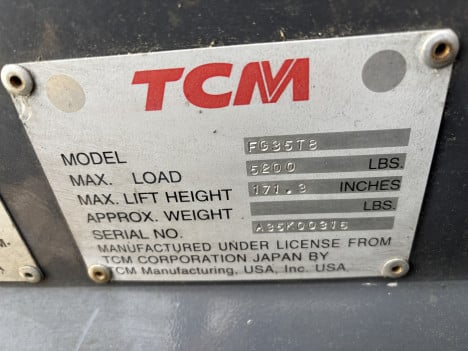 TCM
MODEL FG35T8
MAX. LOAD 5200 LBS.
MAX. LIFT HEIGHT 171.3 INCHES
APPROX. WEIGHT LBS.
SERIAL NO. A35K00316
MANUFACTURED UNDER LICENSE FROM
TCM CORPORATION JAPAN BY
TCM Manufacturing, USA, Inc. USA.
M.